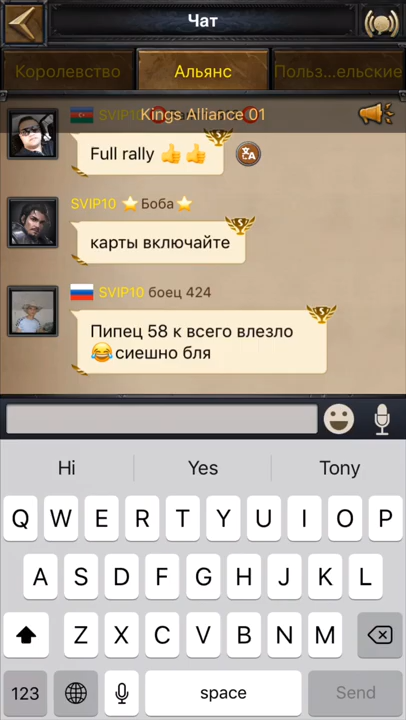 Чат
Королевство
Альянс
Польз...ельские
SVIP10
Kings Alliance 01
Full rally 👍👍
SVIP10 ⭐Боба⭐
карты включайте
SVIP10 боец 424
Пипец 58 к всего влезло
😂сиешно бля
Hi
Yes
Tony
Q W E R T Y U I O P
A S D F G H J K L
Z X C V B N M
123
space
Send